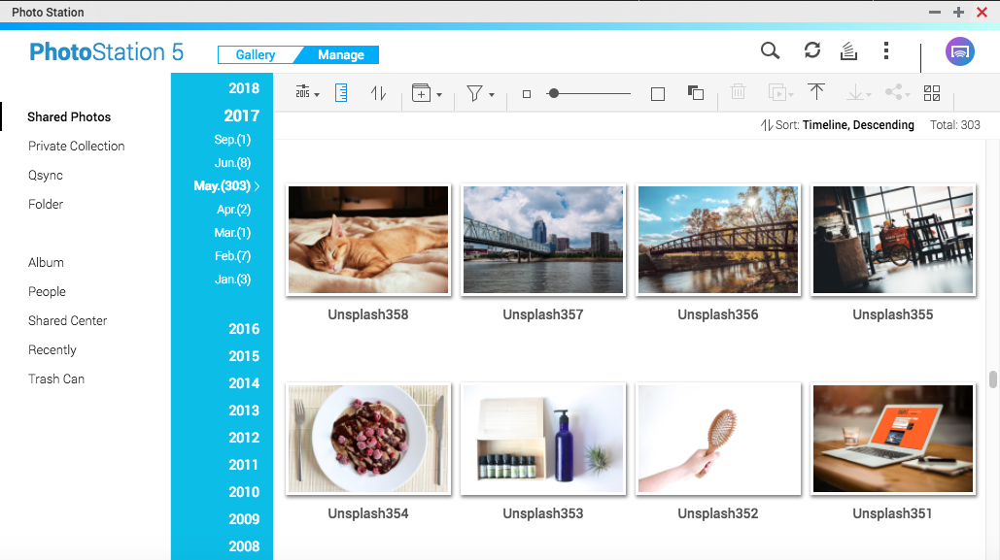 Photo Station
PhotoStation 5
Gallery
Manage
2015
Sort: Timeline, Descending
Total: 303
Shared Photos
Private Collection
Qsync
Folder
Album
People
Shared Center
Recently
Trash Can
2018
2017
Sep.(1)
Jun.(8)
May.(303)
Apr.(2)
Mar.(1)
Feb.(7)
Jan.(3)
2016
2015
2014
2013
2012
2011
2010
2009
2008
Unsplash358
Unsplash357
Unsplash356
Unsplash355
Unsplash354
Unsplash353
Unsplash352
Unsplash351